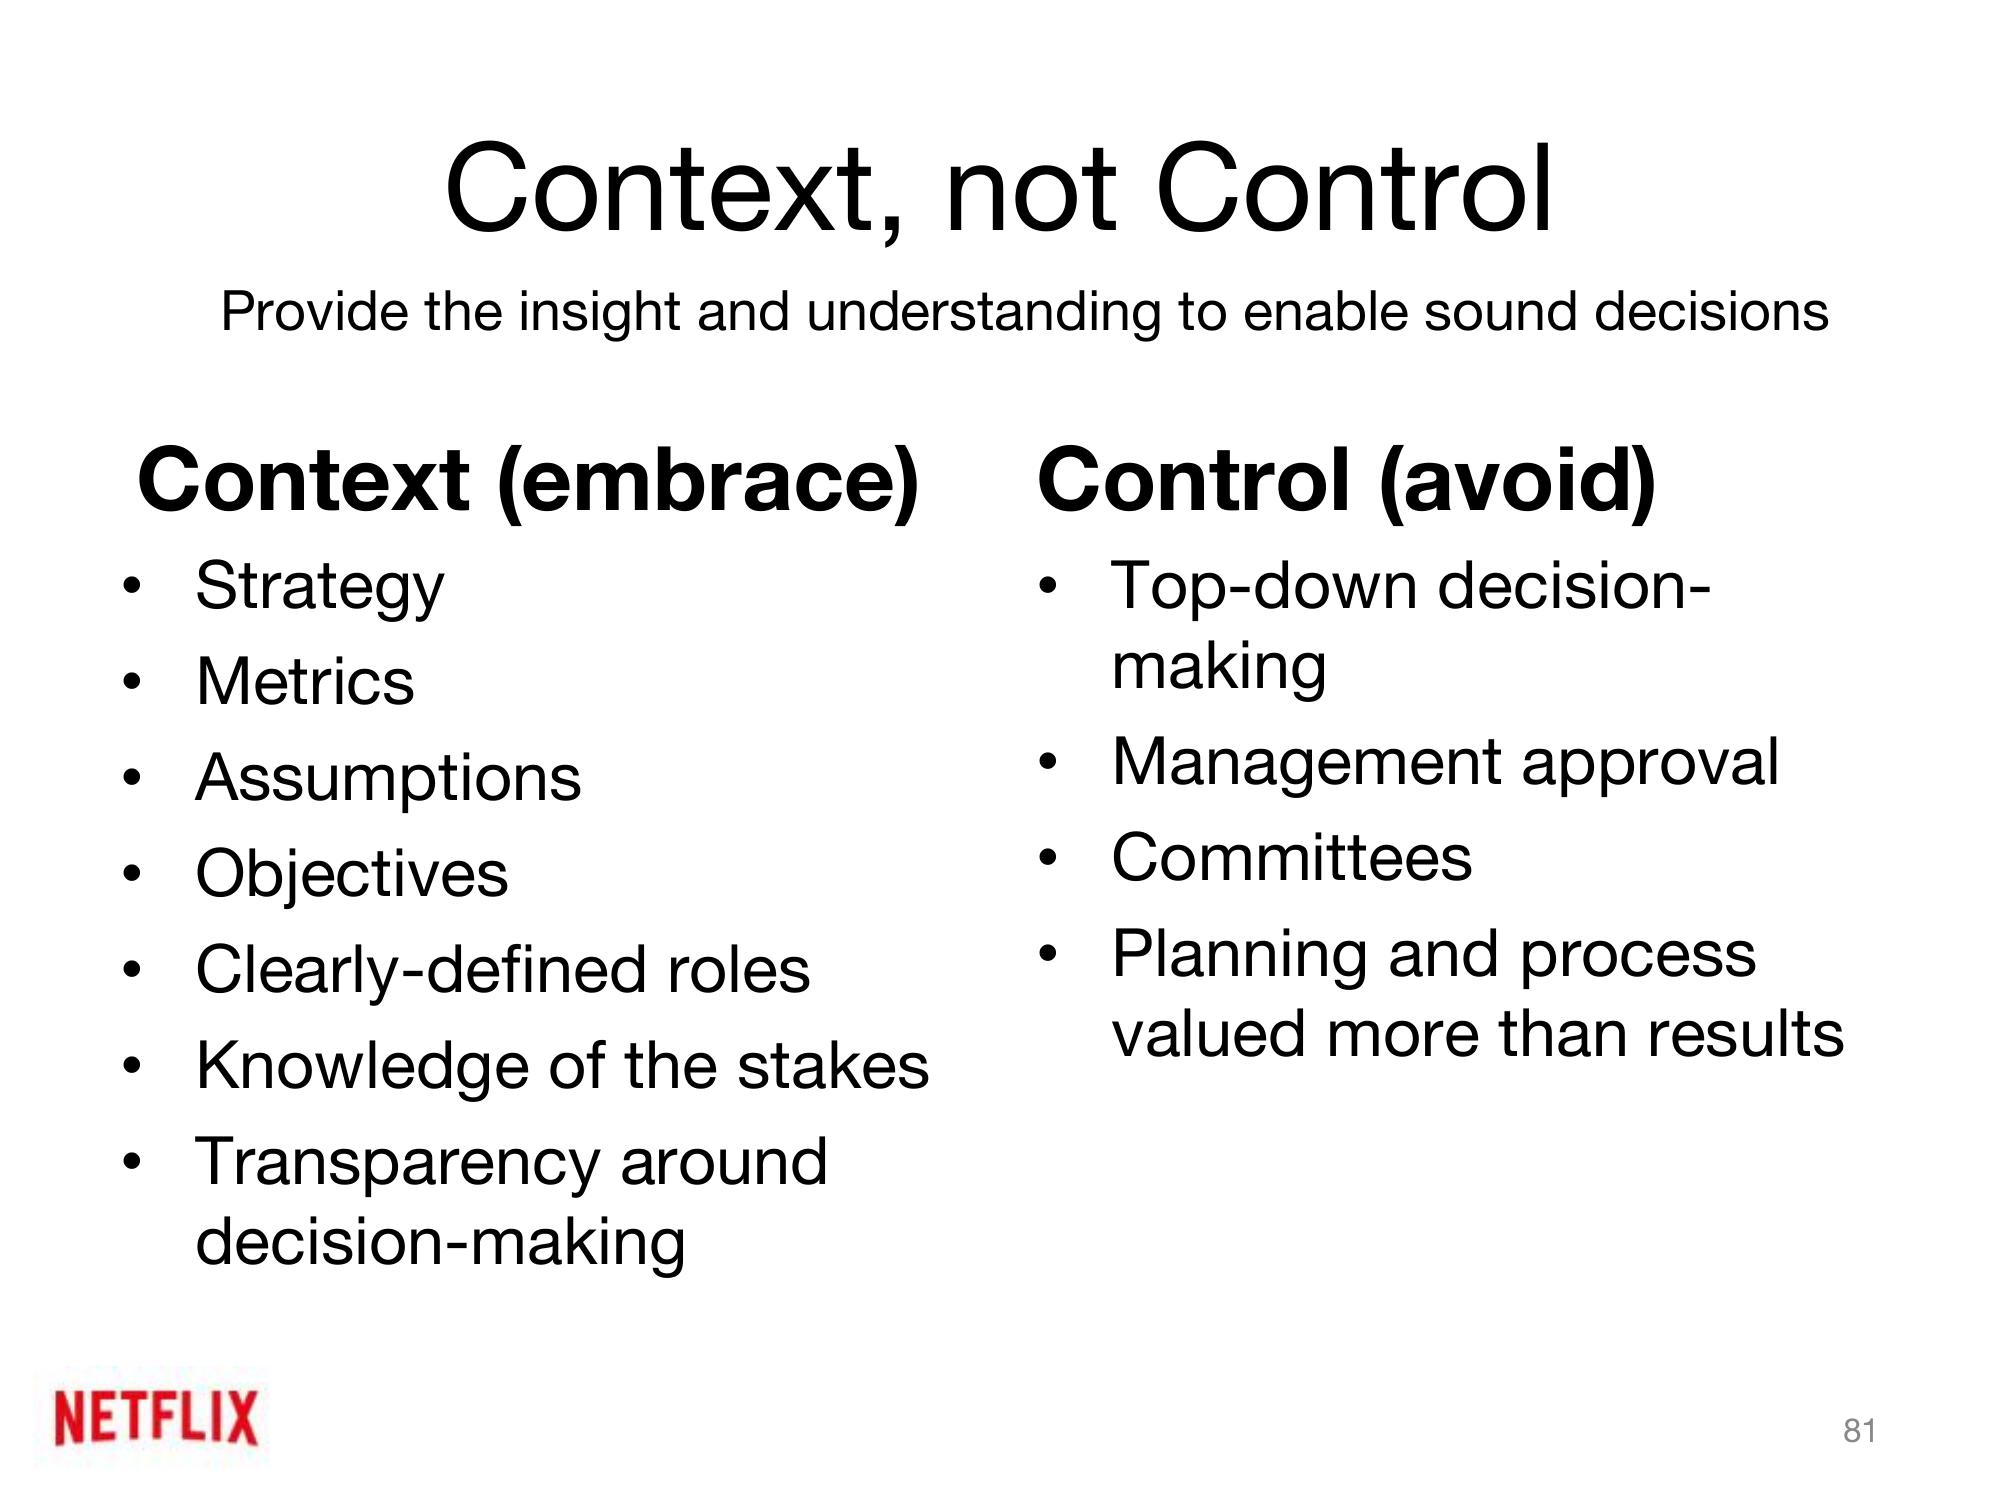 Context, not Control
Provide the insight and understanding to enable sound decisions
Context (embrace)
• Strategy
• Metrics
• Assumptions
• Objectives
• Clearly-defined roles
• Knowledge of the stakes
• Transparency around
decision-making
Control (avoid)
• Top-down decision-
making
• Management approval
• Committees
• Planning and process
valued more than results
NETFLIX
81